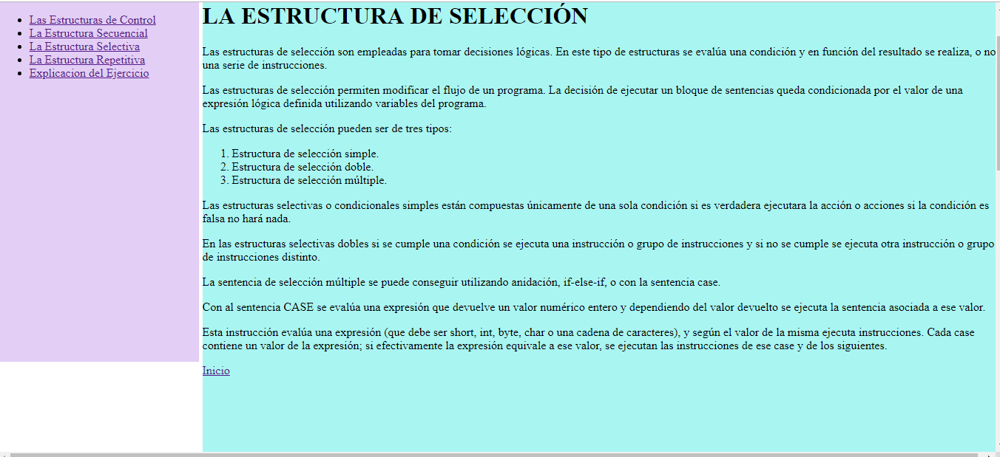 Las Estructuras de Control
La Estructura Secuencial
La Estructura Selectiva
La Estructura Repetitiva
Explicacion del Ejercicio
LA ESTRUCTURA DE SELECCIÓN
Las estructuras de selección son empleadas para tomar decisiones lógicas. En este tipo de estructuras se evalúa una condición y en función del resultado se realiza, o no
una serie de instrucciones.
Las estructuras de selección permiten modificar el flujo de un programa. La decisión de ejecutar un bloque de sentencias queda condicionada por el valor de una
expresión lógica definida utilizando variables del programa.
Las estructuras de selección pueden ser de tres tipos:
1. Estructura de selección simple.
2. Estructura de selección doble.
3. Estructura de selección múltiple.
Las estructuras selectivas o condicionales simples están compuestas únicamente de una sola condición si es verdadera ejecutara la acción o acciones si la condición es
falsa no hará nada.
En las estructuras selectivas dobles si se cumple una condición se ejecuta una instrucción o grupo de instrucciones y si no se cumple se ejecuta otra instrucción o grupo
de instrucciones distinto.
La sentencia de selección múltiple se puede conseguir utilizando anidación, if-else-if, o con la sentencia case.
Con al sentencia CASE se evalúa una expresión que devuelve un valor numérico entero y dependiendo del valor devuelto se ejecuta la sentencia asociada a ese valor.
Esta instrucción evalúa una expresión (que debe ser short, int, byte, char o una cadena de caracteres), y según el valor de la misma ejecuta instrucciones. Cada case
contiene un valor de la expresión; si efectivamente la expresión equivale a ese valor, se ejecutan las instrucciones de ese case y de los siguientes.
Inicio